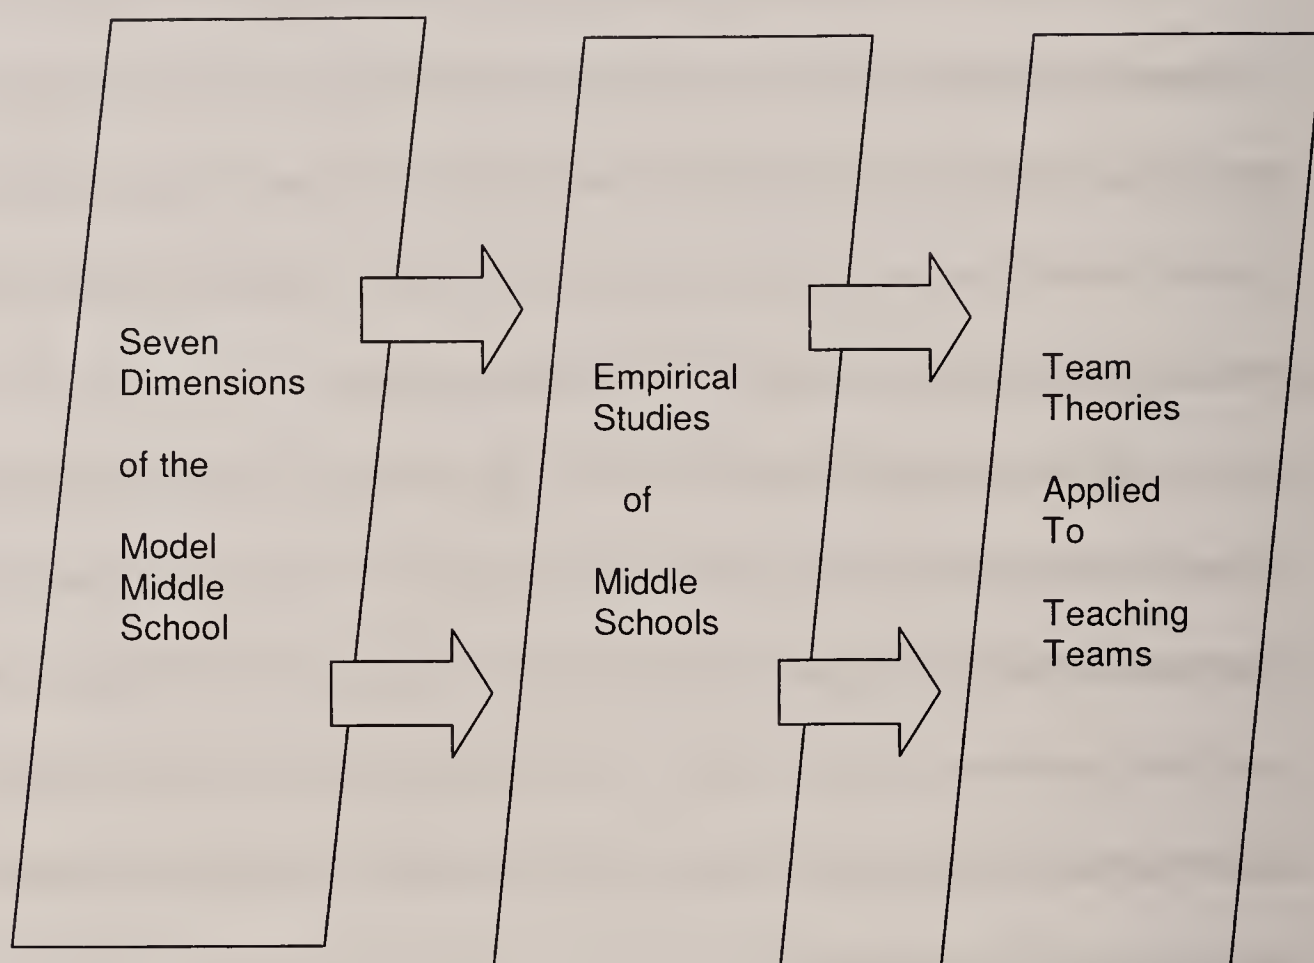 Seven
Dimensions
of the
Model
Middle
School
Empirical
Studies
of
Middle
Schools
Team
Theories
Applied
To
Teaching
Teams